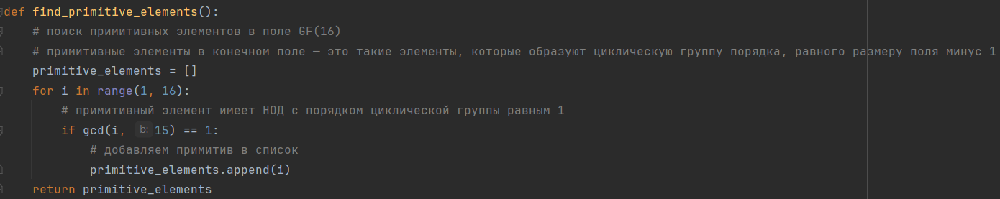 def find_primitive_elements():
    # поиск примитивных элементов в поле GF(16)
    # примитивные элементы в конечном поле — это такие элементы, которые образуют циклическую группу порядка, равного размеру поля минус 1
    primitive_elements = []
    for i in range(1, 16):
        # примитивный элемент имеет НОД с порядком циклической группы равным 1
        if gcd(i, b: 15) == 1:
            # добавляем примитив в список
            primitive_elements.append(i)
    return primitive_elements